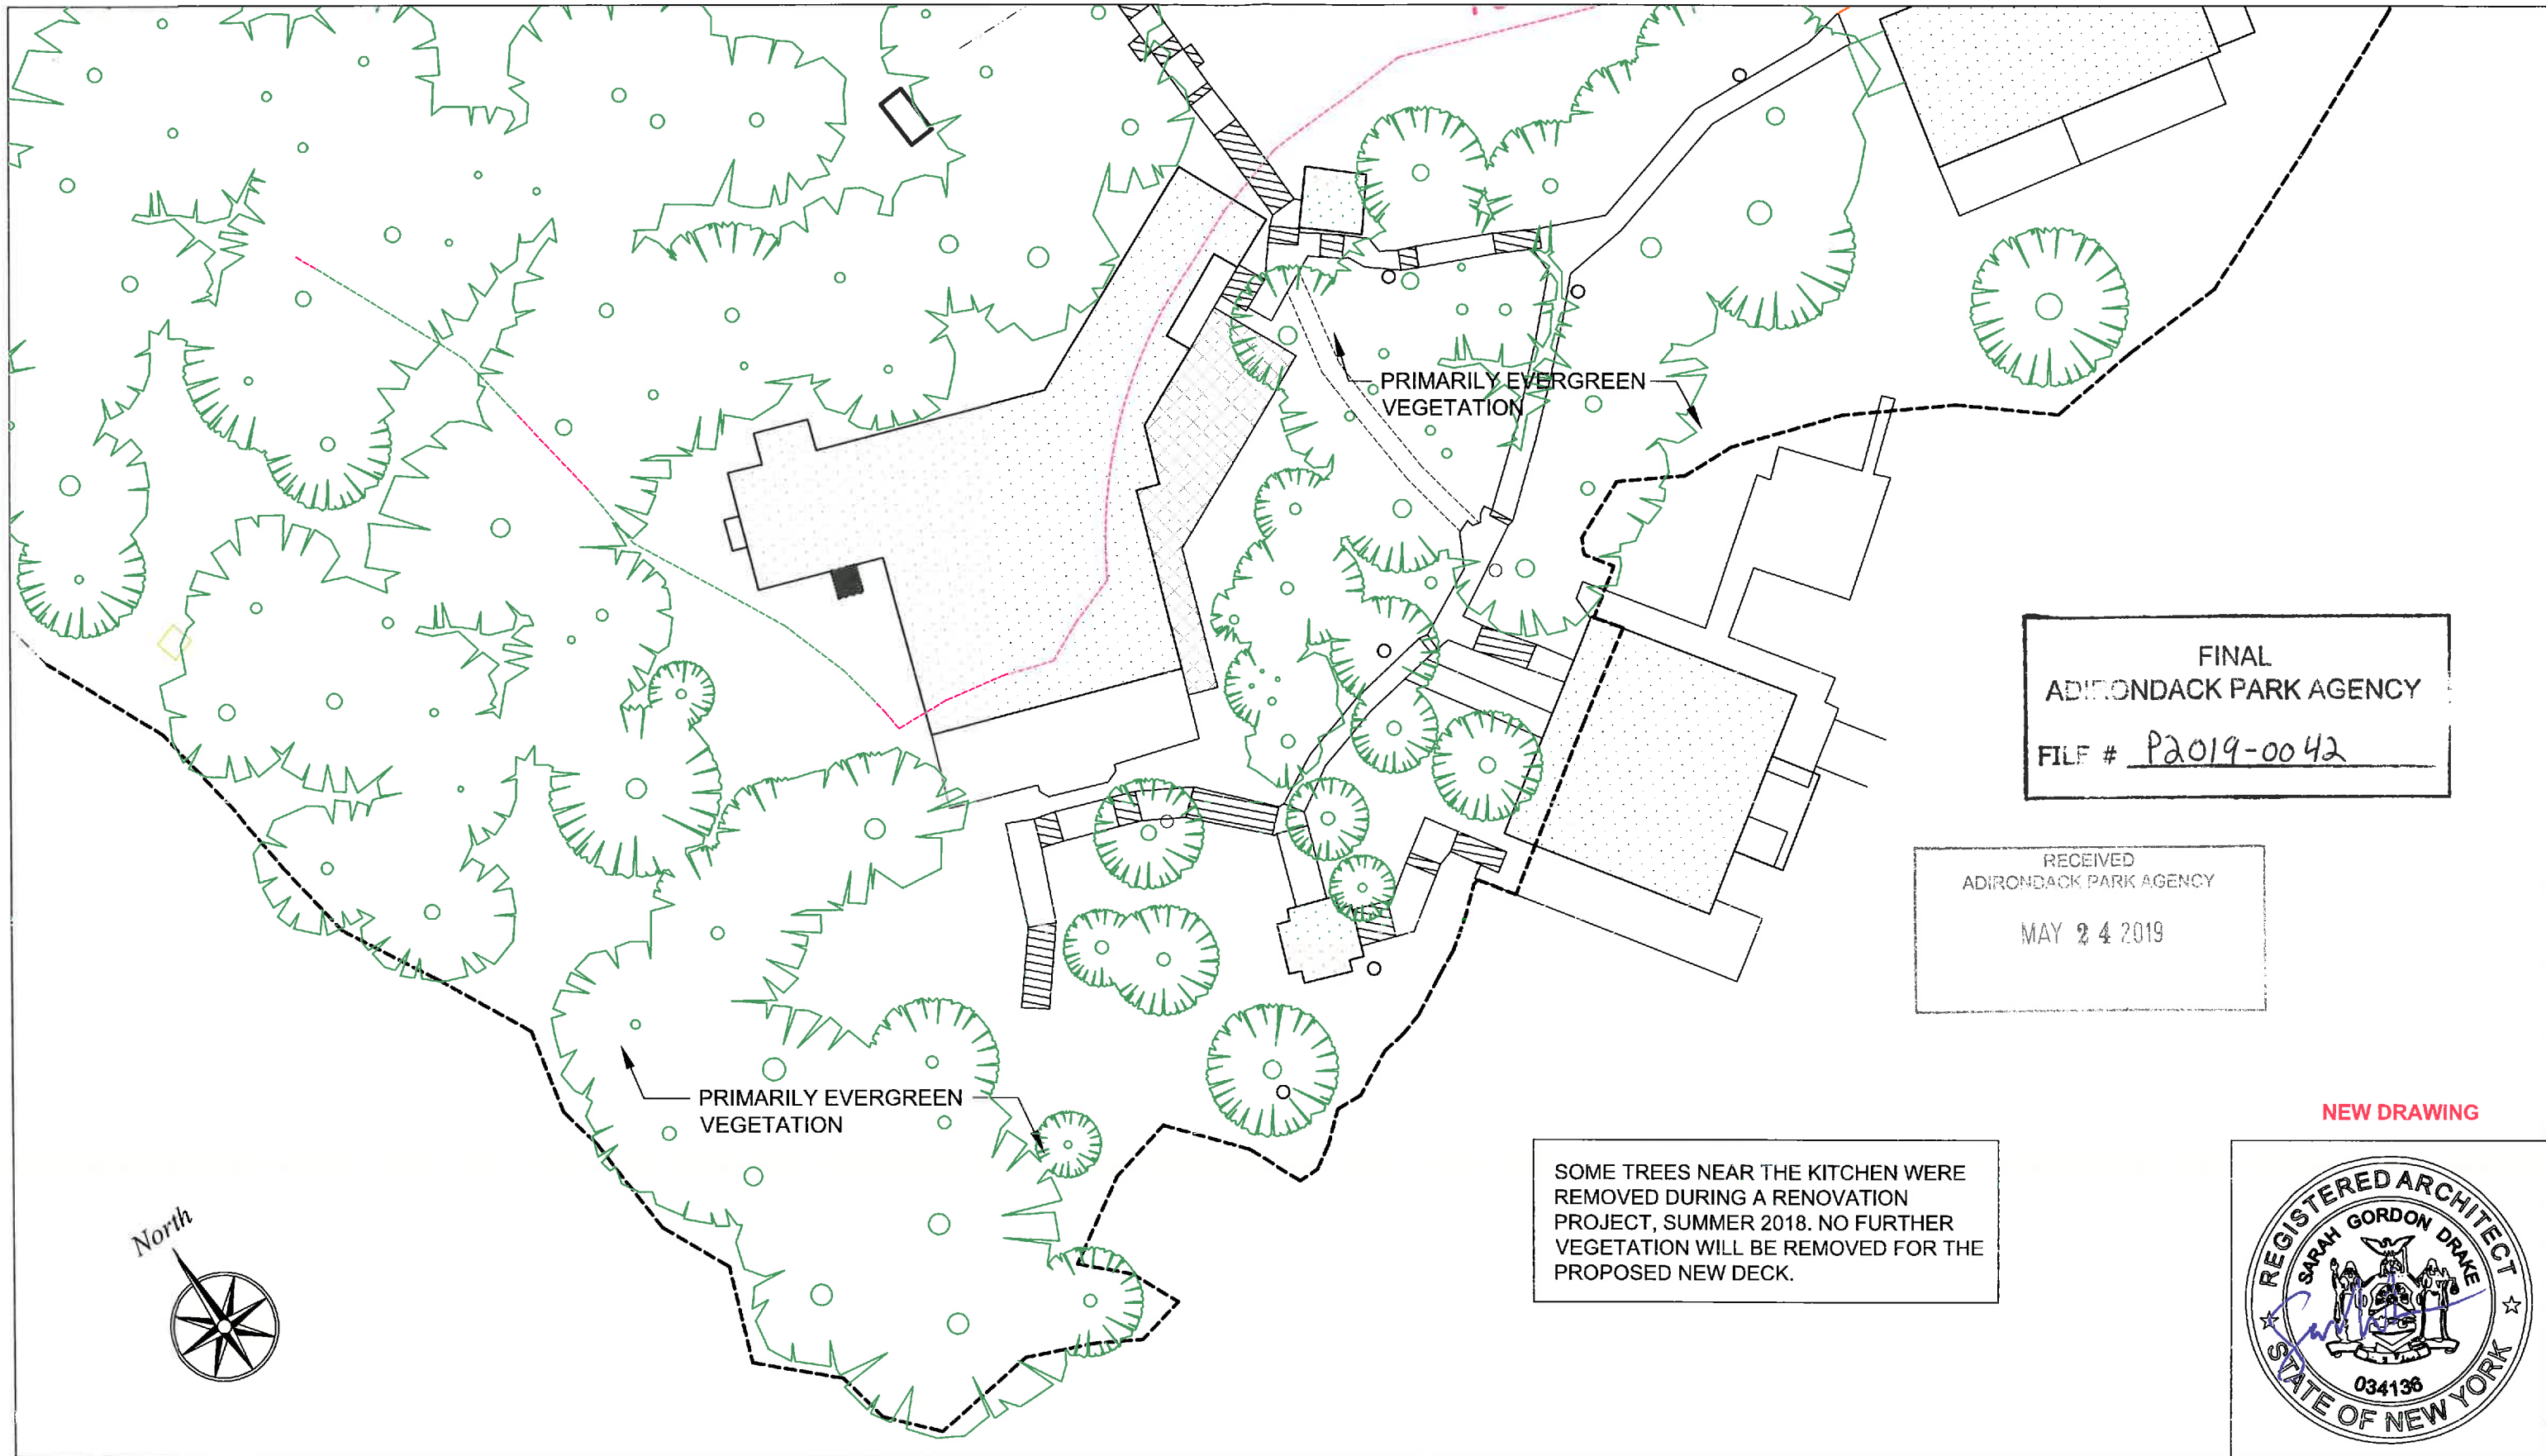 PRIMARILY EVERGREEN
VEGETATION
FINAL
ADIRONDACK PARK AGENCY
FILE # P2019-0042
RECEIVED
ADIRONDACK PARK AGENCY
MAY 24 2019
PRIMARILY EVERGREEN
VEGETATION
North
NEW DRAWING
SOME TREES NEAR THE KITCHEN WERE
REMOVED DURING A RENOVATION
PROJECT, SUMMER 2018. NO FURTHER
VEGETATION WILL BE REMOVED FOR THE
PROPOSED NEW DECK.
REGISTERED ARCHITECT
SARAH GORDON DRAKE
034136
STATE OF NEW YORK